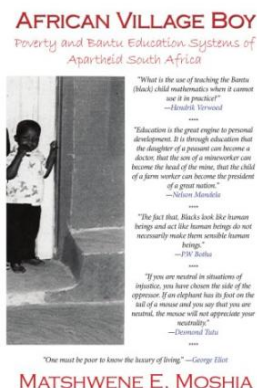 AFRICAN VILLAGE BOY
Poverty and Bantu Education Systems of
Apartheid South Africa
"What is the use of teaching the Bantu
(black) child mathematics when it cannot
use it in practice?"
—Hendrik Verwoed
****
"Education is the great engine to personal
development. It is through education that
the daughter of a peasant can become a
doctor, that the son of a mineworker can
become the head of the mine, that the child
of a farm worker can become the president
of a great nation."
—Nelson Mandela
****
"The fact that, Blacks look like human
beings and act like human beings do not
necessarily make them sensible human
beings."
—P.W Botha
****
"If you are neutral in situations of
injustice, you have chosen the side of the
oppressor. If an elephant has its foot on the
tail of a mouse and you say that you are
neutral, the mouse will not appreciate your
neutrality."
—Desmond Tutu
****
"One must be poor to know the luxury of living." —George Eliot
MATSHWENE E. MOSHIA